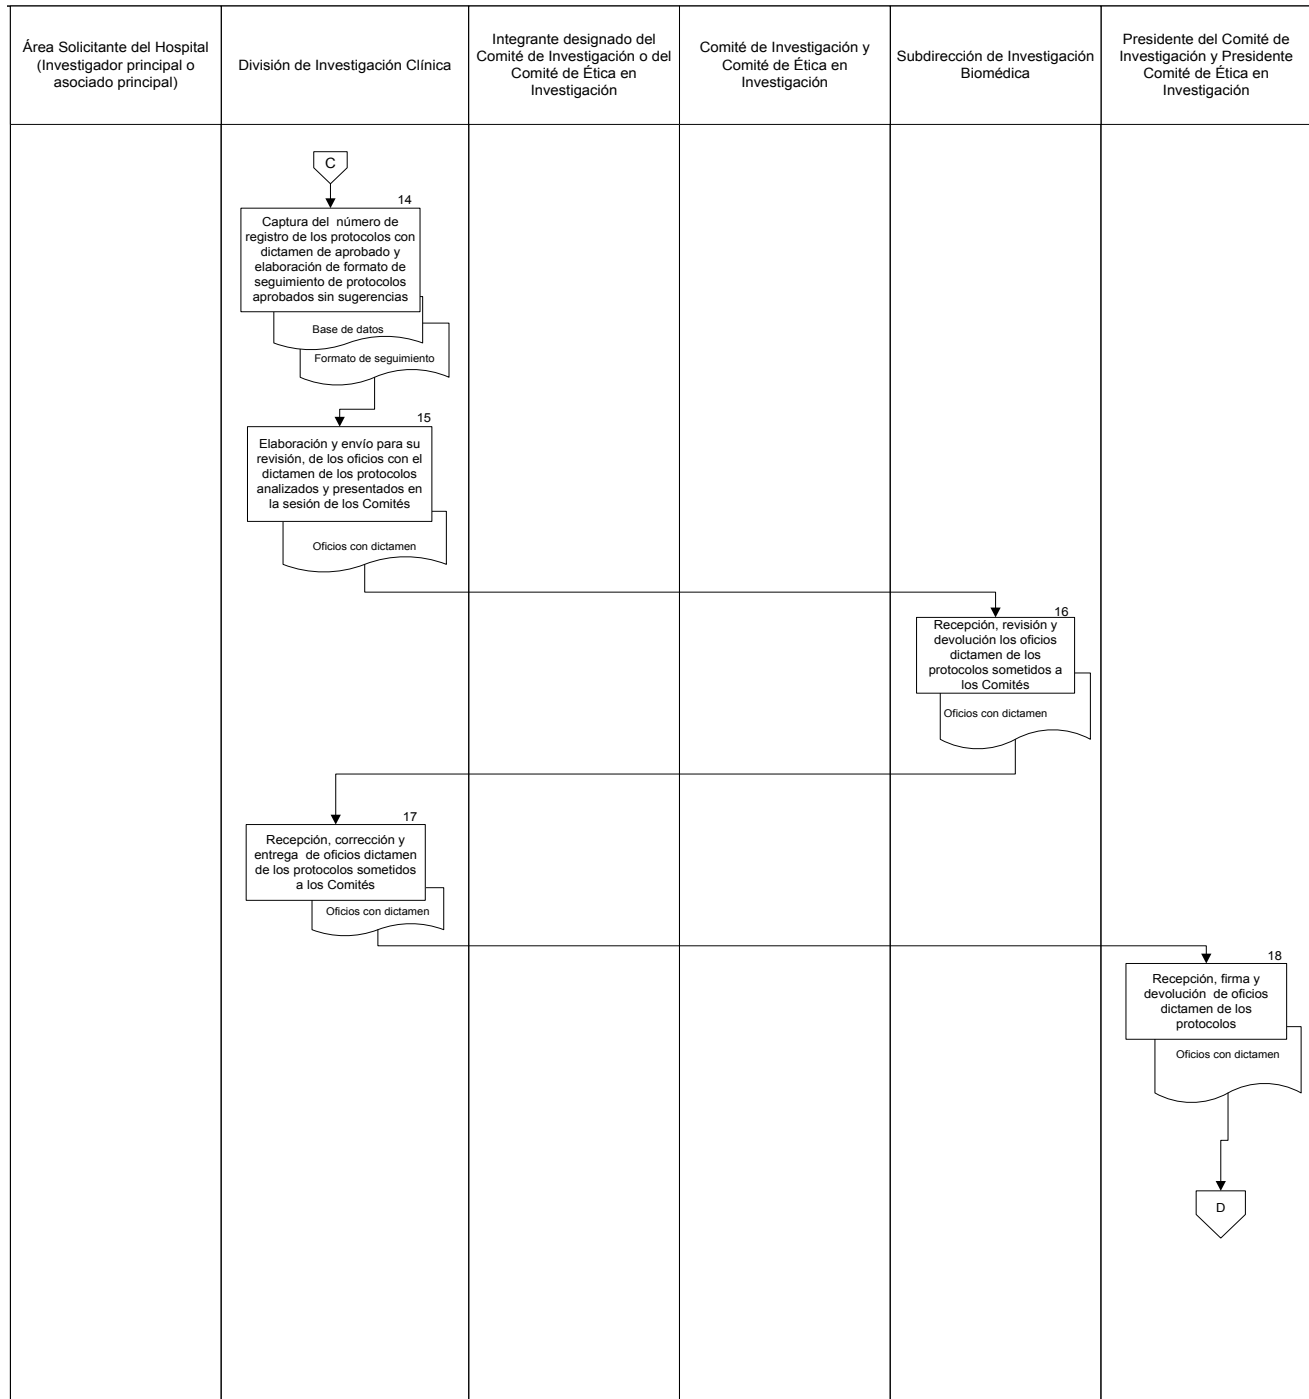 Área Solicitante del Hospital
(Investigador principal o
asociado principal)
División de Investigación Clínica
Integrante designado del
Comité de Investigación o del
Comité de Ética en
Investigación
Comité de Investigación y
Comité de Ética en
Investigación
Subdirección de Investigación
Biomédica
Presidente del Comité de
Investigación y Presidente
Comité de Ética en
Investigación
C
14
Captura del número de
registro de los protocolos con
dictamen de aprobado y
elaboración de formato de
seguimiento de protocolos
aprobados sin sugerencias
Base de datos
Formato de seguimiento
15
Elaboración y envío para su
revisión, de los oficios con el
dictamen de los protocolos
analizados y presentados en
la sesión de los Comités
Oficios con dictamen
16
Recepción, revisión y
devolución los oficios
dictamen de los
protocolos sometidos a
los Comités
Oficios con dictamen
17
Recepción, corrección y
entrega de oficios dictamen
de los protocolos sometidos
a los Comités
Oficios con dictamen
18
Recepción, firma y
devolución de oficios
dictamen de los
protocolos
Oficios con dictamen
D